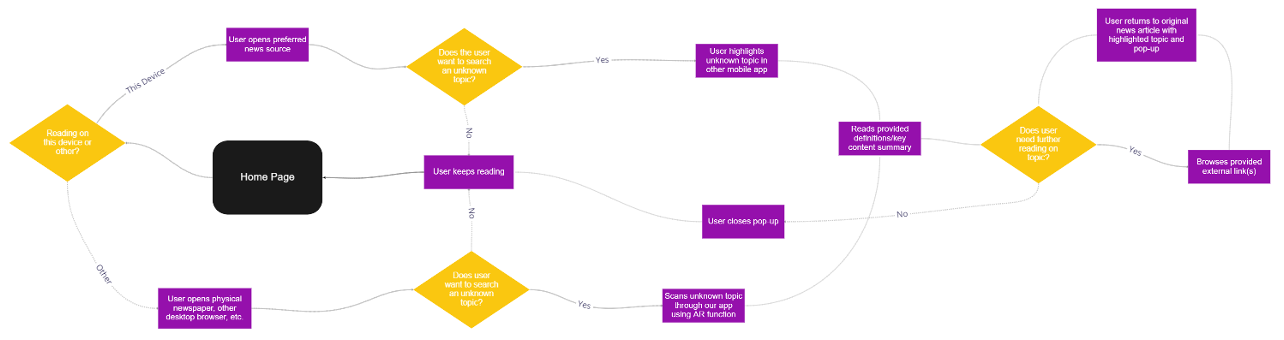 User opens preferred
news source
This Device
Reading on
this device or
other?
Home Page
Other
User opens physical
newspaper, other
desktop browser, etc.
Does the user
want to search
an unknown
topic?
Yes
No
User keeps reading
No
Does user
want to search
an unknown
topic?
Yes
User highlights
unknown topic in
other mobile app
Reads provided
definitions/key
content summary
User closes pop-up
Scans unknown topic
through our app
using AR function
No
User returns to original
news article with
highlighted topic and
pop-up
Does user
need further
reading on
topic?
Yes
Browses provided
external link(s)